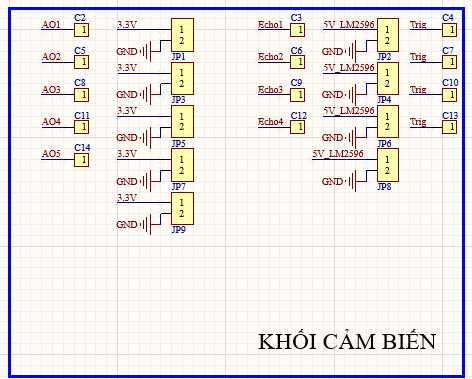 C2 C3 C4
AO1 1 3.3V 1 Echo1 1 5V_LM2596 1 Trig 1
2 2
GND JP1 GND JP2
C5 C6 C7
AO2 1 3.3V 1 Echo2 1 5V_LM2596 1 Trig 1
2 2
GND JP3 GND JP4
C8 C9 C10
AO3 1 3.3V 1 Echo3 1 5V_LM2596 1 Trig 1
2 2
GND JP5 GND JP6
C11 C12 C13
AO4 1 3.3V 1 Echo4 1 5V_LM2596 1 Trig 1
2 2
GND JP7 GND JP8
C14
AO5 1 3.3V 1
2
GND JP9
KHỐI CẢM BIẾN